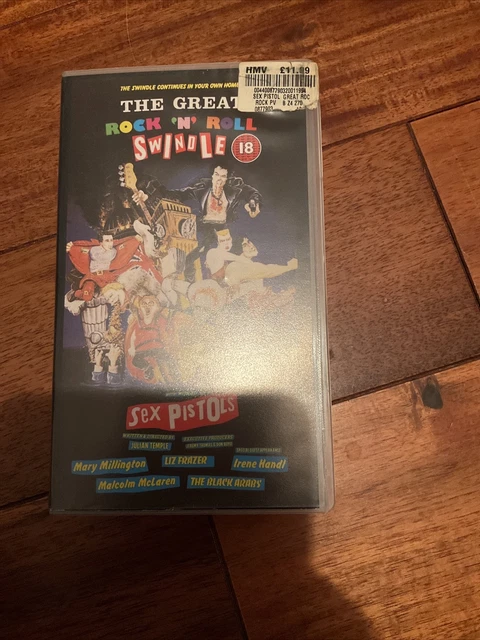 HMV £11.99
SEX PISTOL GREAT ROC
ROCK PV
THE SWINDLE CONTINUES IN YOUR OWN HOME
THE GREAT
ROCK 'N' ROLL
SWINDLE
18
SEX PISTOLS
JULIAN TEMPLE
Mary Millington
LIZ FRAZER
Irene Handl
Malcolm McLaren
THE BLACK ARABS